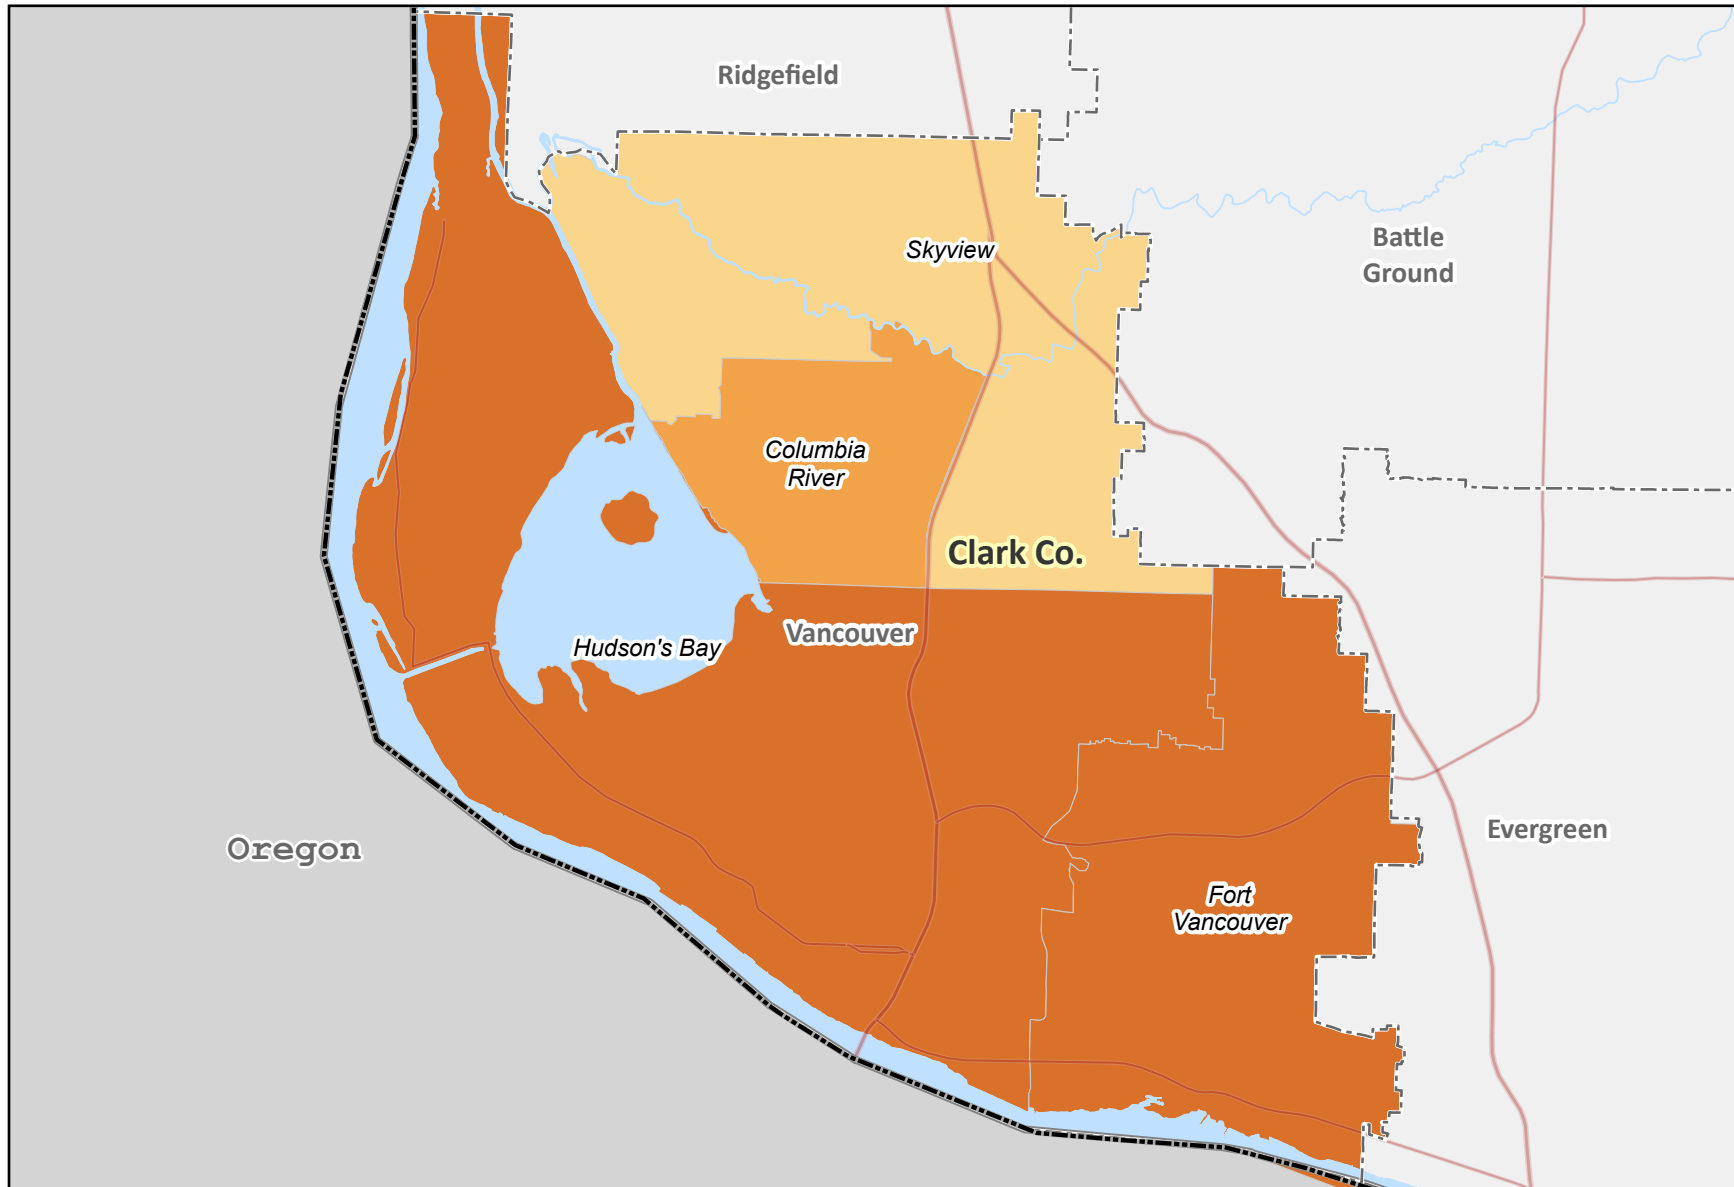 Ridgefield
Battle
Ground
Skyview
Columbia
River
Clark Co.
Vancouver
Hudson's Bay
Oregon
Evergreen
Fort
Vancouver